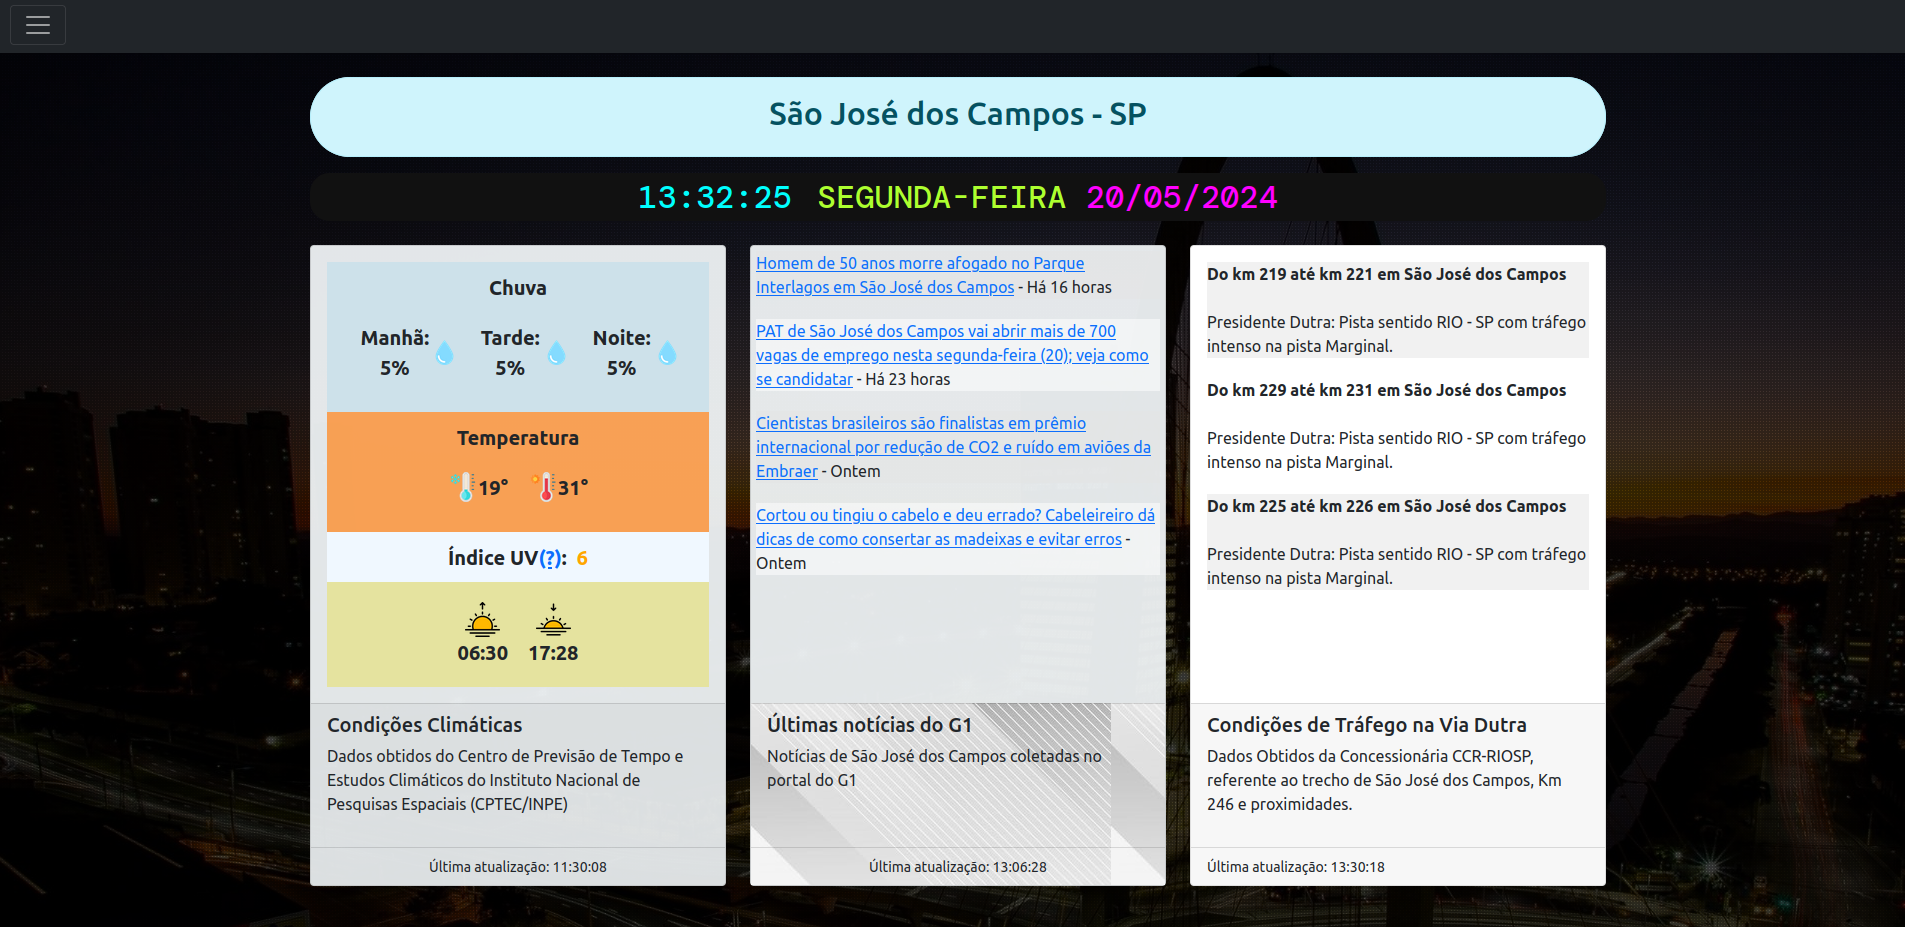 São José dos Campos - SP
13:32:25 SEGUNDA-FEIRA 20/05/2024
Chuva
Manhã: Tarde: Noite:
5% 5% 5%
Temperatura
19° 31°
Índice UV(?): 6
06:30 17:28
Condições Climáticas
Dados obtidos do Centro de Previsão de Tempo e
Estudos Climáticos do Instituto Nacional de
Pesquisas Espaciais (CPTEC/INPE)
Última atualização: 11:30:08
Homem de 50 anos morre afogado no Parque
Interlagos em São José dos Campos - Há 16 horas
PAT de São José dos Campos vai abrir mais de 700
vagas de emprego nesta segunda-feira (20); veja como
se candidatar - Há 23 horas
Cientistas brasileiros são finalistas em prêmio
internacional por redução de CO2 e ruído em aviões da
Embraer - Ontem
Cortou ou tingiu o cabelo e deu errado? Cabeleireiro dá
dicas de como consertar as madeixas e evitar erros -
Ontem
Últimas notícias do G1
Notícias de São José dos Campos coletadas no
portal do G1
Última atualização: 13:06:28
Do km 219 até km 221 em São José dos Campos
Presidente Dutra: Pista sentido RIO - SP com tráfego
intenso na pista Marginal.
Do km 229 até km 231 em São José dos Campos
Presidente Dutra: Pista sentido RIO - SP com tráfego
intenso na pista Marginal.
Do km 225 até km 226 em São José dos Campos
Presidente Dutra: Pista sentido RIO - SP com tráfego
intenso na pista Marginal.
Condições de Tráfego na Via Dutra
Dados Obtidos da Concessionária CCR-RIOSP,
referente ao trecho de São José dos Campos, Km
246 e proximidades.
Última atualização: 13:30:18